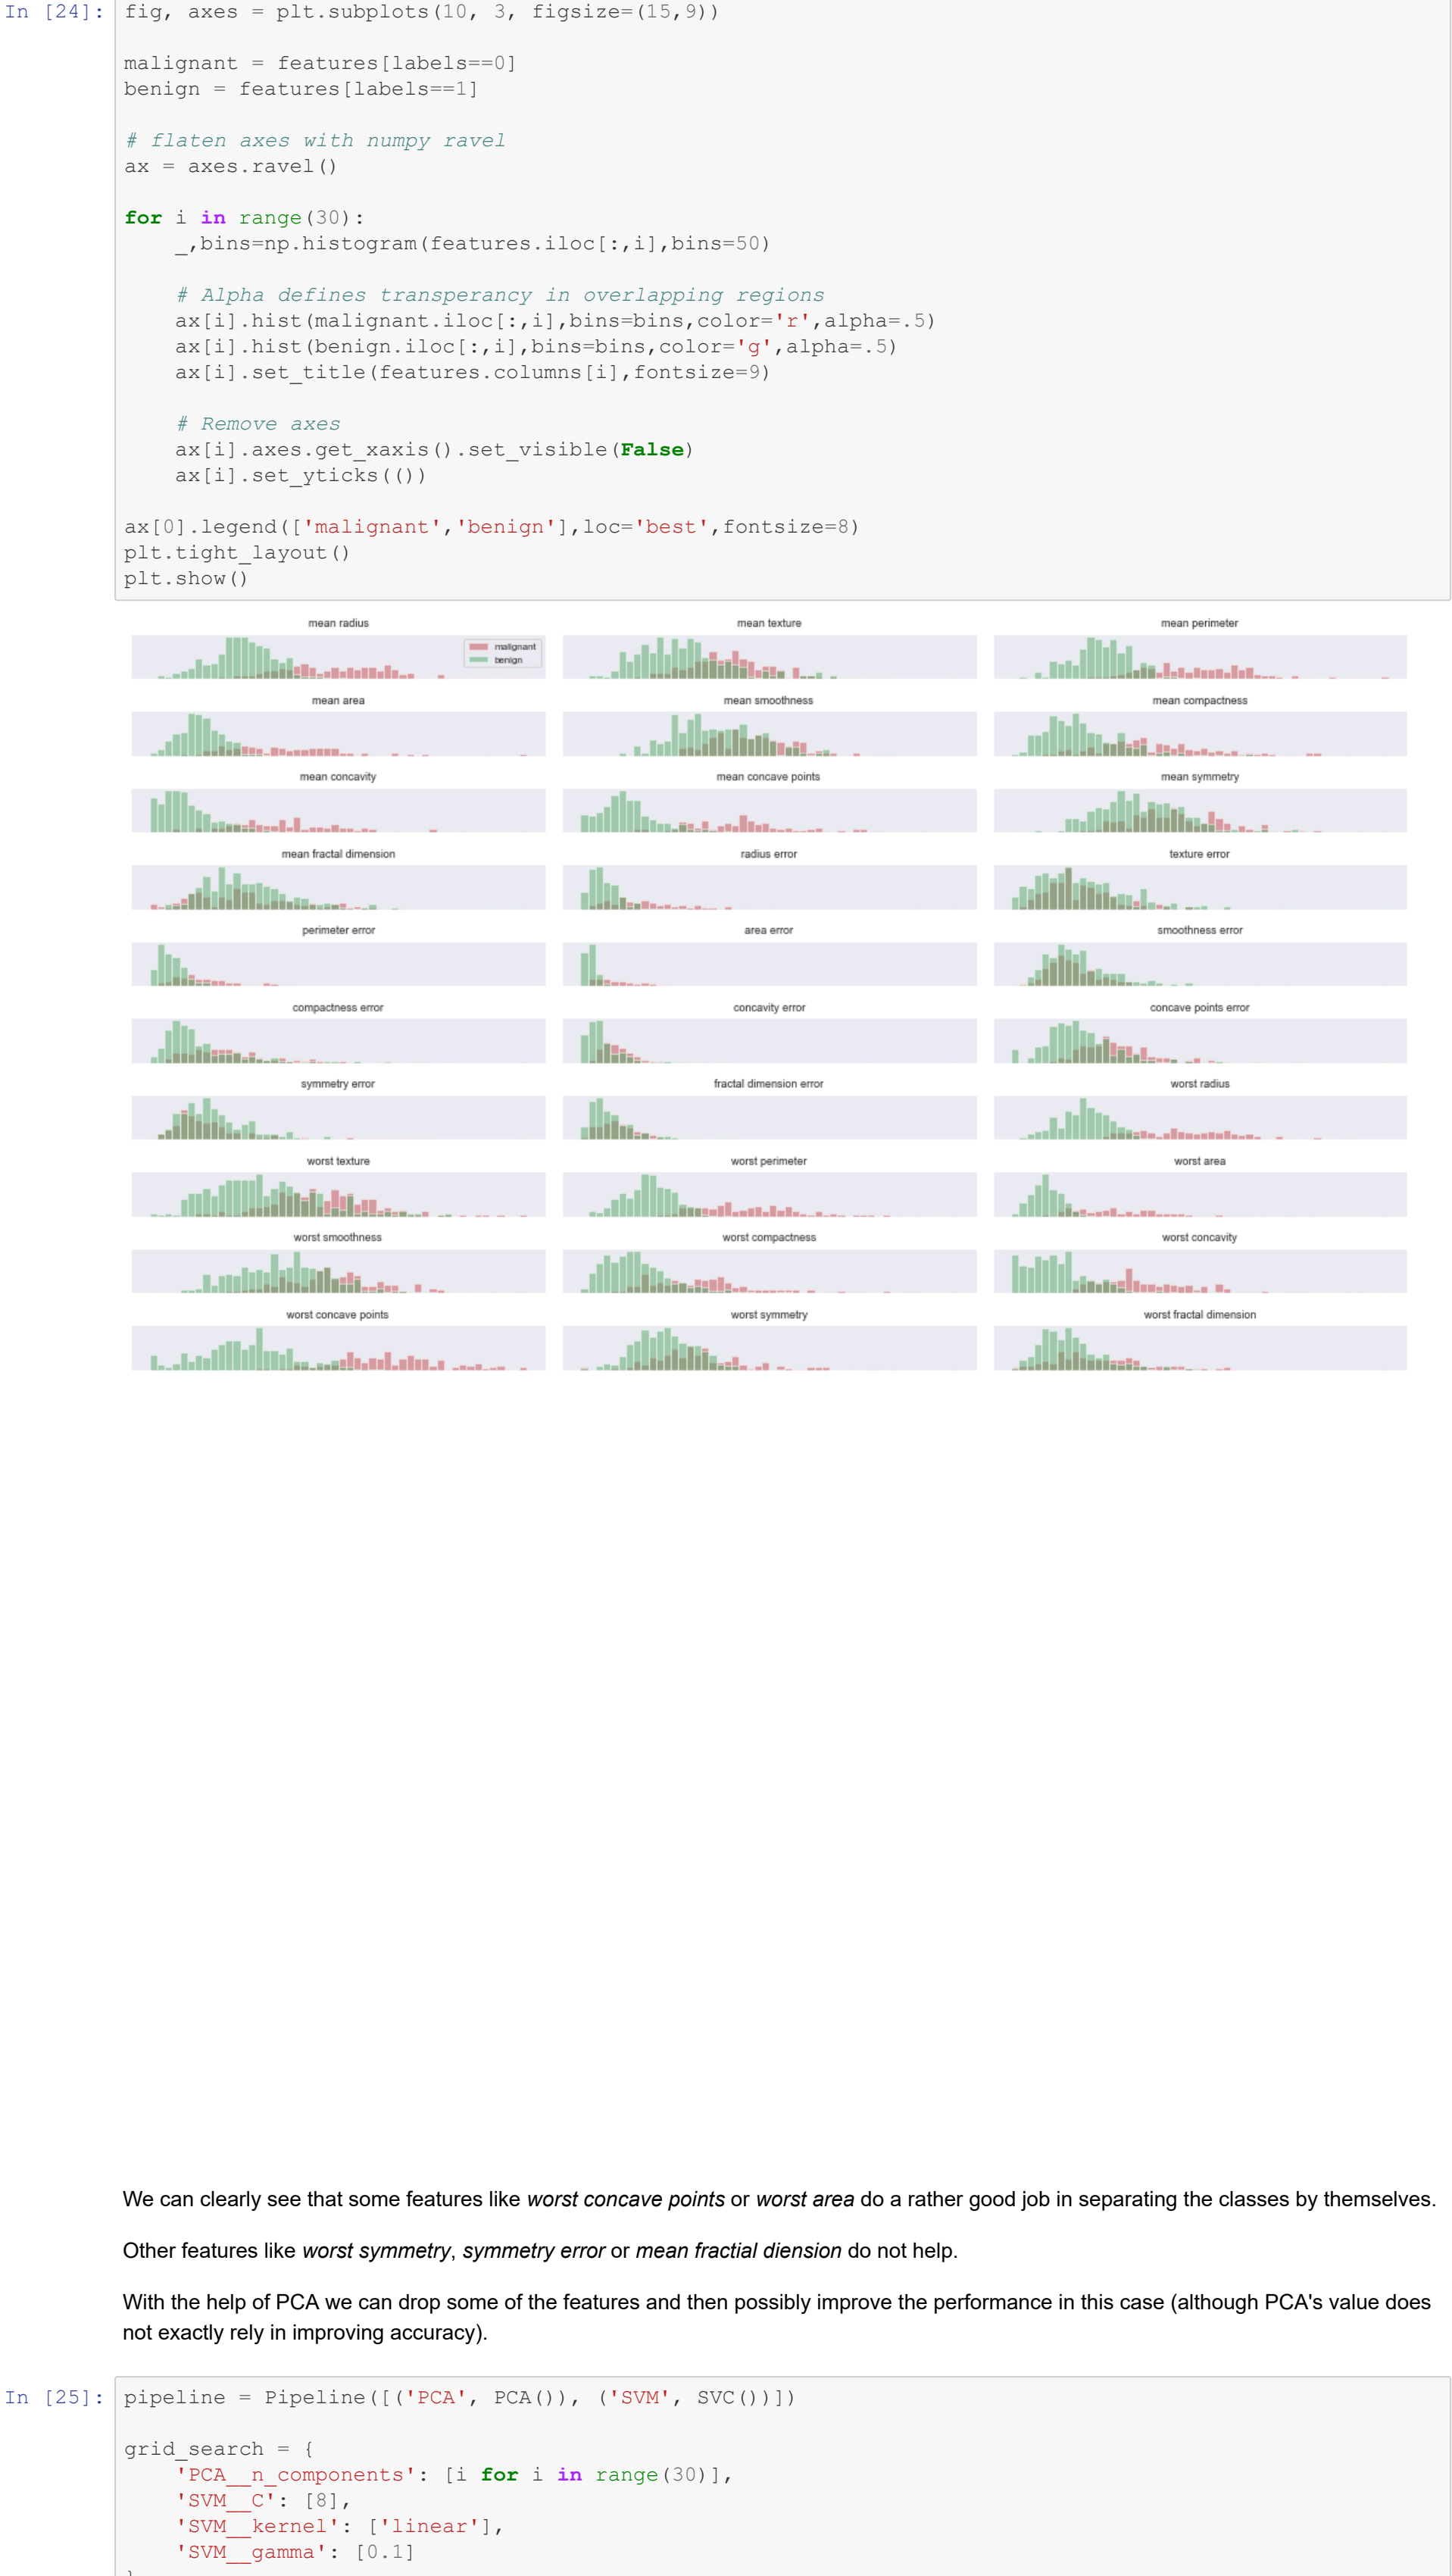 In [24]: fig, axes = plt.subplots(10, 3, figsize=(15,9))
malignant = features[labels==0]
benign = features[labels==1]
# flaten axes with numpy ravel
ax = axes.ravel()
for i in range(30):
    _,bins=np.histogram(features.iloc[:,i],bins=50)
    # Alpha defines transperancy in overlapping regions
    ax[i].hist(malignant.iloc[:,i],bins=bins,color='r',alpha=.5)
    ax[i].hist(benign.iloc[:,i],bins=bins,color='g',alpha=.5)
    ax[i].set_title(features.columns[i],fontsize=9)
    # Remove axes
    ax[i].axes.get_xaxis().set_visible(False)
    ax[i].set_yticks(())
ax[0].legend(['malignant','benign'],loc='best',fontsize=8)
plt.tight_layout()
plt.show()
mean radius mean texture mean perimeter
malignant
benign
mean area mean smoothness mean compactness
mean concavity mean concave points mean symmetry
mean fractal dimension radius error texture error
perimeter error area error smoothness error
compactness error concavity error concave points error
symmetry error fractal dimension error worst radius
worst texture worst perimeter worst area
worst smoothness worst compactness worst concavity
worst concave points worst symmetry worst fractal dimension
We can clearly see that some features like worst concave points or worst area do a rather good job in separating the classes by themselves.
Other features like worst symmetry, symmetry error or mean fractial diension do not help.
With the help of PCA we can drop some of the features and then possibly improve the performance in this case (although PCA's value does
not exactly rely in improving accuracy).
In [25]: pipeline = Pipeline([('PCA', PCA()), ('SVM', SVC())])
grid_search = {
    'PCA__n_components': [i for i in range(30)],
    'SVM__C': [8],
    'SVM__kernel': ['linear'],
    'SVM__gamma': [0.1]